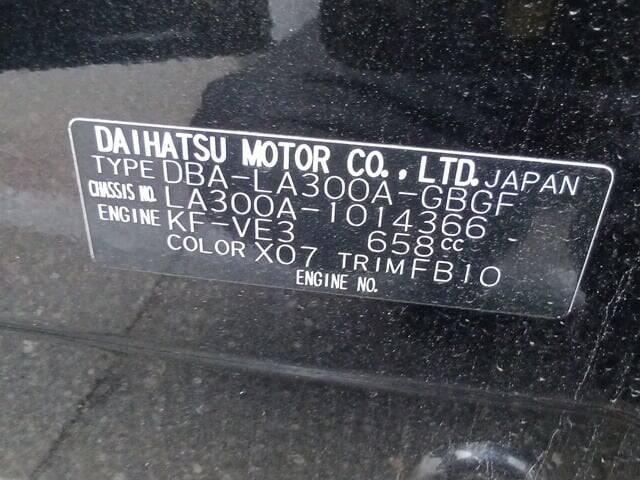 DAIHATSU MOTOR CO., LTD. JAPAN
TYPE DBA-LA300A-GBGF
CHASSIS NO. LA300A-1014366
ENGINE KF-VE3 658cc
COLOR X07 TRIM FB10
ENGINE NO.